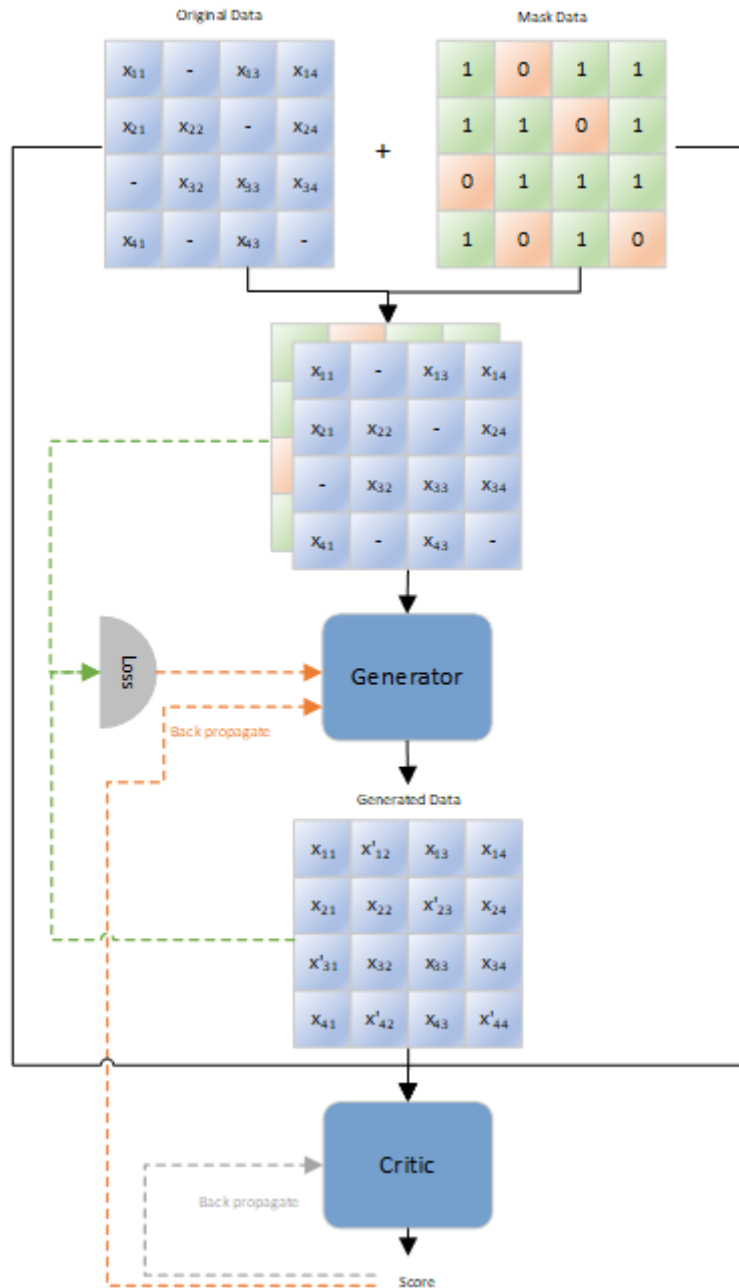 Original Data Mask Data
x₁₁ - x₁₃ x₁₄ 1 0 1 1
x₂₁ x₂₂ - x₂₄ 1 1 0 1
+
- x₃₂ x₃₃ x₃₄ 0 1 1 1
x₄₁ - x₄₃ - 1 0 1 0
x₁₁ - x₁₃ x₁₄
x₂₁ x₂₂ - x₂₄
- x₃₂ x₃₃ x₃₄
x₄₁ - x₄₃ -
Loss
Generator
Back propagate
Generated Data
x₁₁ x'₁₂ x₁₃ x₁₄
x₂₁ x₂₂ x'₂₃ x₂₄
x'₃₁ x₃₂ x₃₃ x₃₄
x₄₁ x'₄₂ x₄₃ x'₄₄
Critic
Back propagate
Score